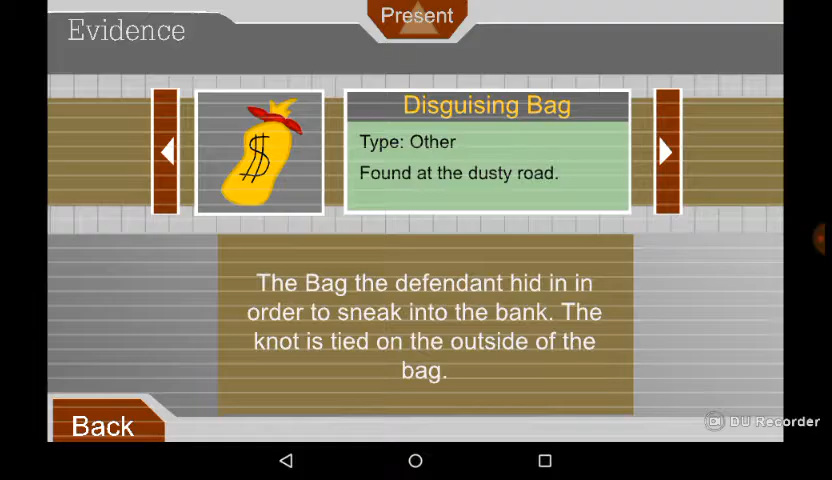 Evidence
Present
Disguising Bag
Type: Other
Found at the dusty road.
$
The Bag the defendant hid in in
order to sneak into the bank. The
knot is tied on the outside of the
bag.
Back
DU Recorder